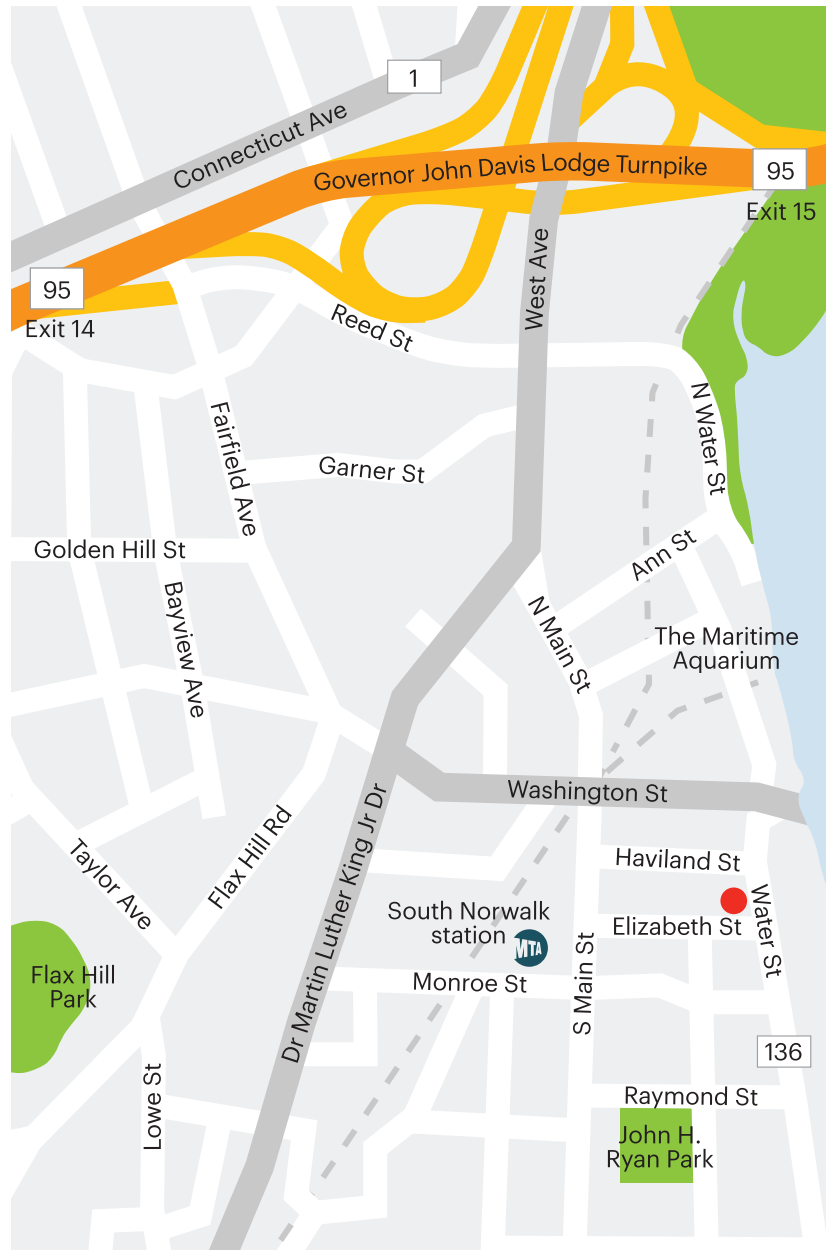 1
Connecticut Ave
Governor John Davis Lodge Turnpike
95
Exit 15
95
Exit 14
West Ave
Reed St
N Water St
Fairfield Ave
Garner St
Golden Hill St
Ann St
Bayview Ave
N Main St
The Maritime
Aquarium
Washington St
Dr Martin Luther King Jr Dr
Flax Hill Rd
Taylor Ave
Haviland St
South Norwalk
station
MTA
Elizabeth St
Water St
Flax Hill
Park
Monroe St
S Main St
136
Lowe St
Raymond St
John H.
Ryan Park